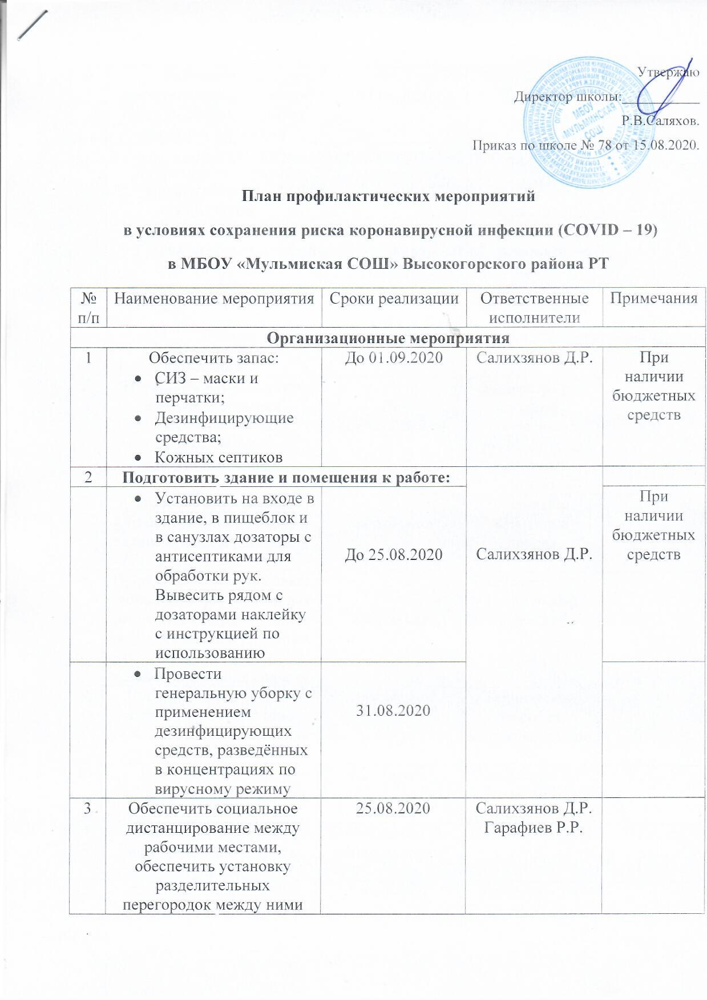 Утвержаю
Директор школы:__________
Р.В.Саляхов.
Приказ по школе № 78 от 15.08.2020.
МБОУ
«МУЛЬМИНСКАЯ
СОШ»
План профилактических мероприятий
в условиях сохранения риска коронавирусной инфекции (COVID – 19)
в МБОУ «Мульмиская СОШ» Высокогорского района РТ
№ п/п Наименование мероприятия Сроки реализации Ответственные исполнители Примечания
Организационные мероприятия
1 Обеспечить запас: До 01.09.2020 Салихзянов Д.Р. При
• СИЗ – маски и наличии
перчатки; бюджетных
• Дезинфицирующие средств
средства;
• Кожных септиков
2 Подготовить здание и помещения к работе:
• Установить на входе в При
здание, в пищеблок и наличии
в санузлах дозаторы с бюджетных
антисептиками для До 25.08.2020 Салихзянов Д.Р. средств
обработки рук.
Вывесить рядом с
дозаторами наклейку
с инструкцией по
использованию
• Провести
генеральную уборку с
применением 31.08.2020
дезинфицирующих
средств, разведённых
в концентрациях по
вирусному режиму
3 Обеспечить социальное 25.08.2020 Салихзянов Д.Р.
дистанцирование между Гарафиев Р.Р.
рабочими местами,
обеспечить установку
разделительных
перегородок между ними